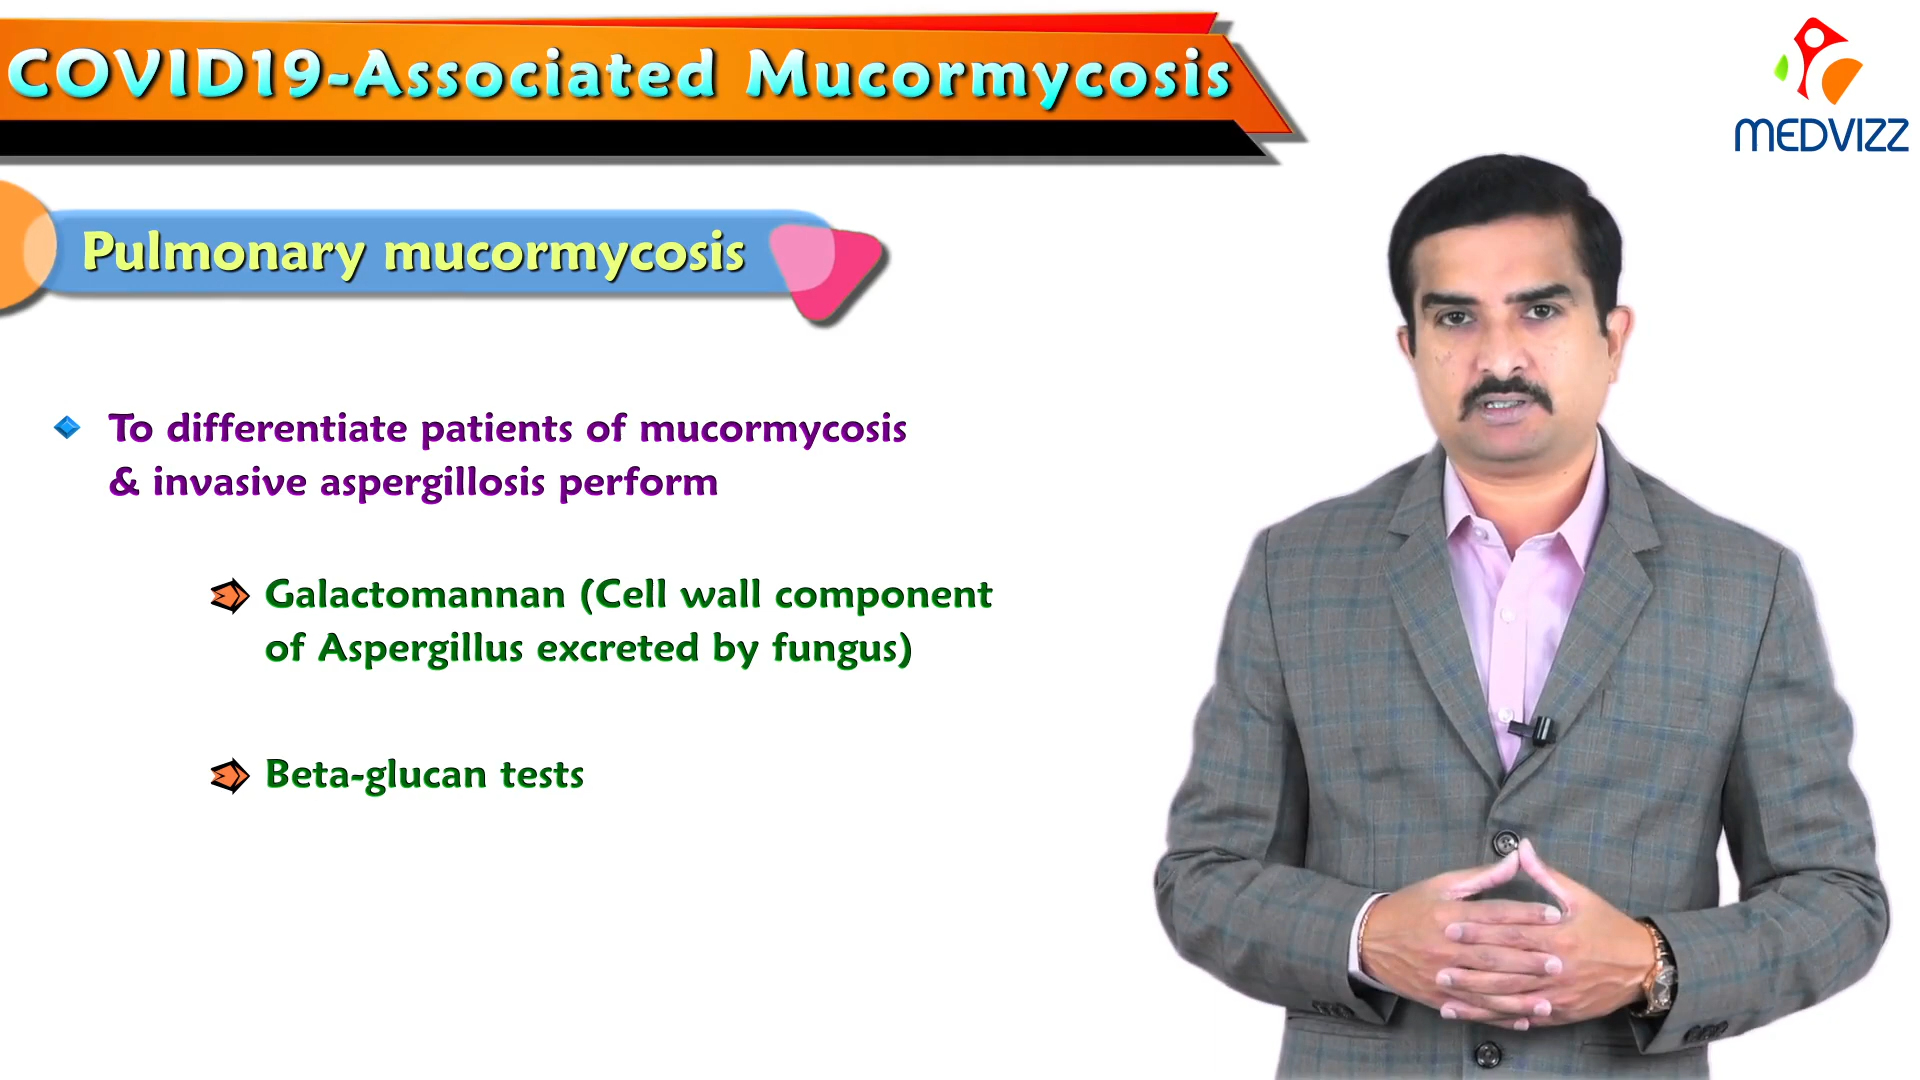 COVID19-Associated Mucormycosis
MEDVIZZ
Pulmonary mucormycosis
To differentiate patients of mucormycosis
& invasive aspergillosis perform
Galactomannan (Cell wall component
of Aspergillus excreted by fungus)
Beta-glucan tests